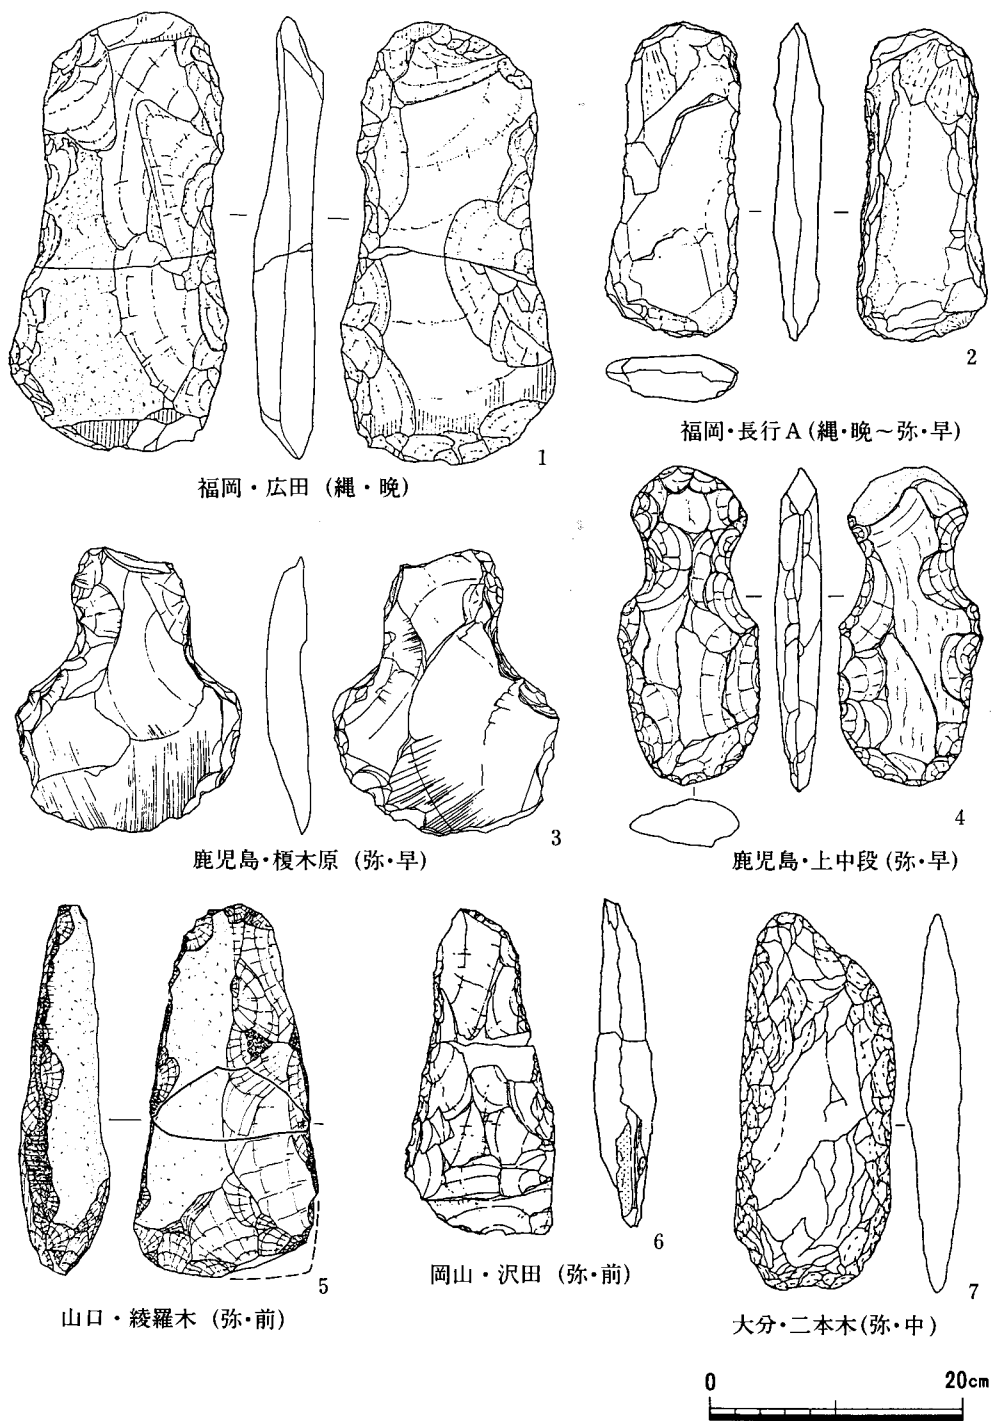 1
福岡・広田 (縄・晩)
2
福岡・長行A(縄・晩〜弥・早)
3
鹿児島・榎木原 (弥・早)
4
鹿児島・上中段(弥・早)
5
山口・綾羅木 (弥・前)
6
岡山・沢田 (弥・前)
7
大分・二本木(弥・中)
0 20cm